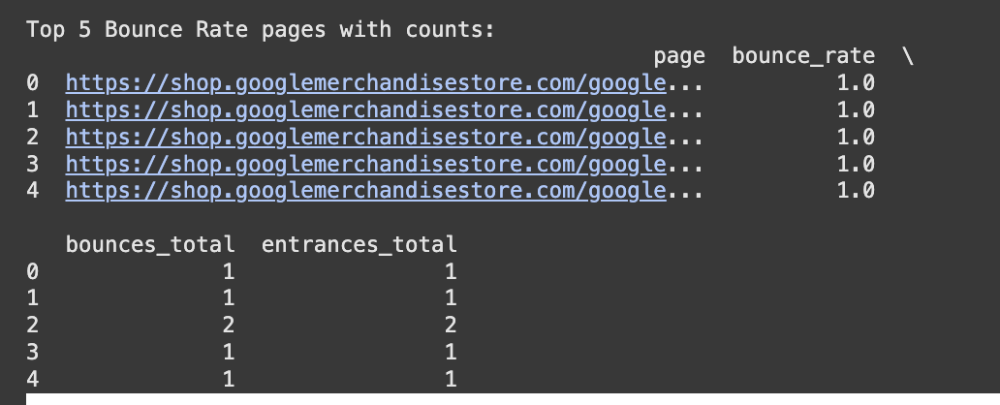 Top 5 Bounce Rate pages with counts:
page bounce_rate \
0 https://shop.googlemerchandisestore.com/google... 1.0
1 https://shop.googlemerchandisestore.com/google... 1.0
2 https://shop.googlemerchandisestore.com/google... 1.0
3 https://shop.googlemerchandisestore.com/google... 1.0
4 https://shop.googlemerchandisestore.com/google... 1.0
bounces_total entrances_total
0 1 1
1 1 1
2 2 2
3 1 1
4 1 1